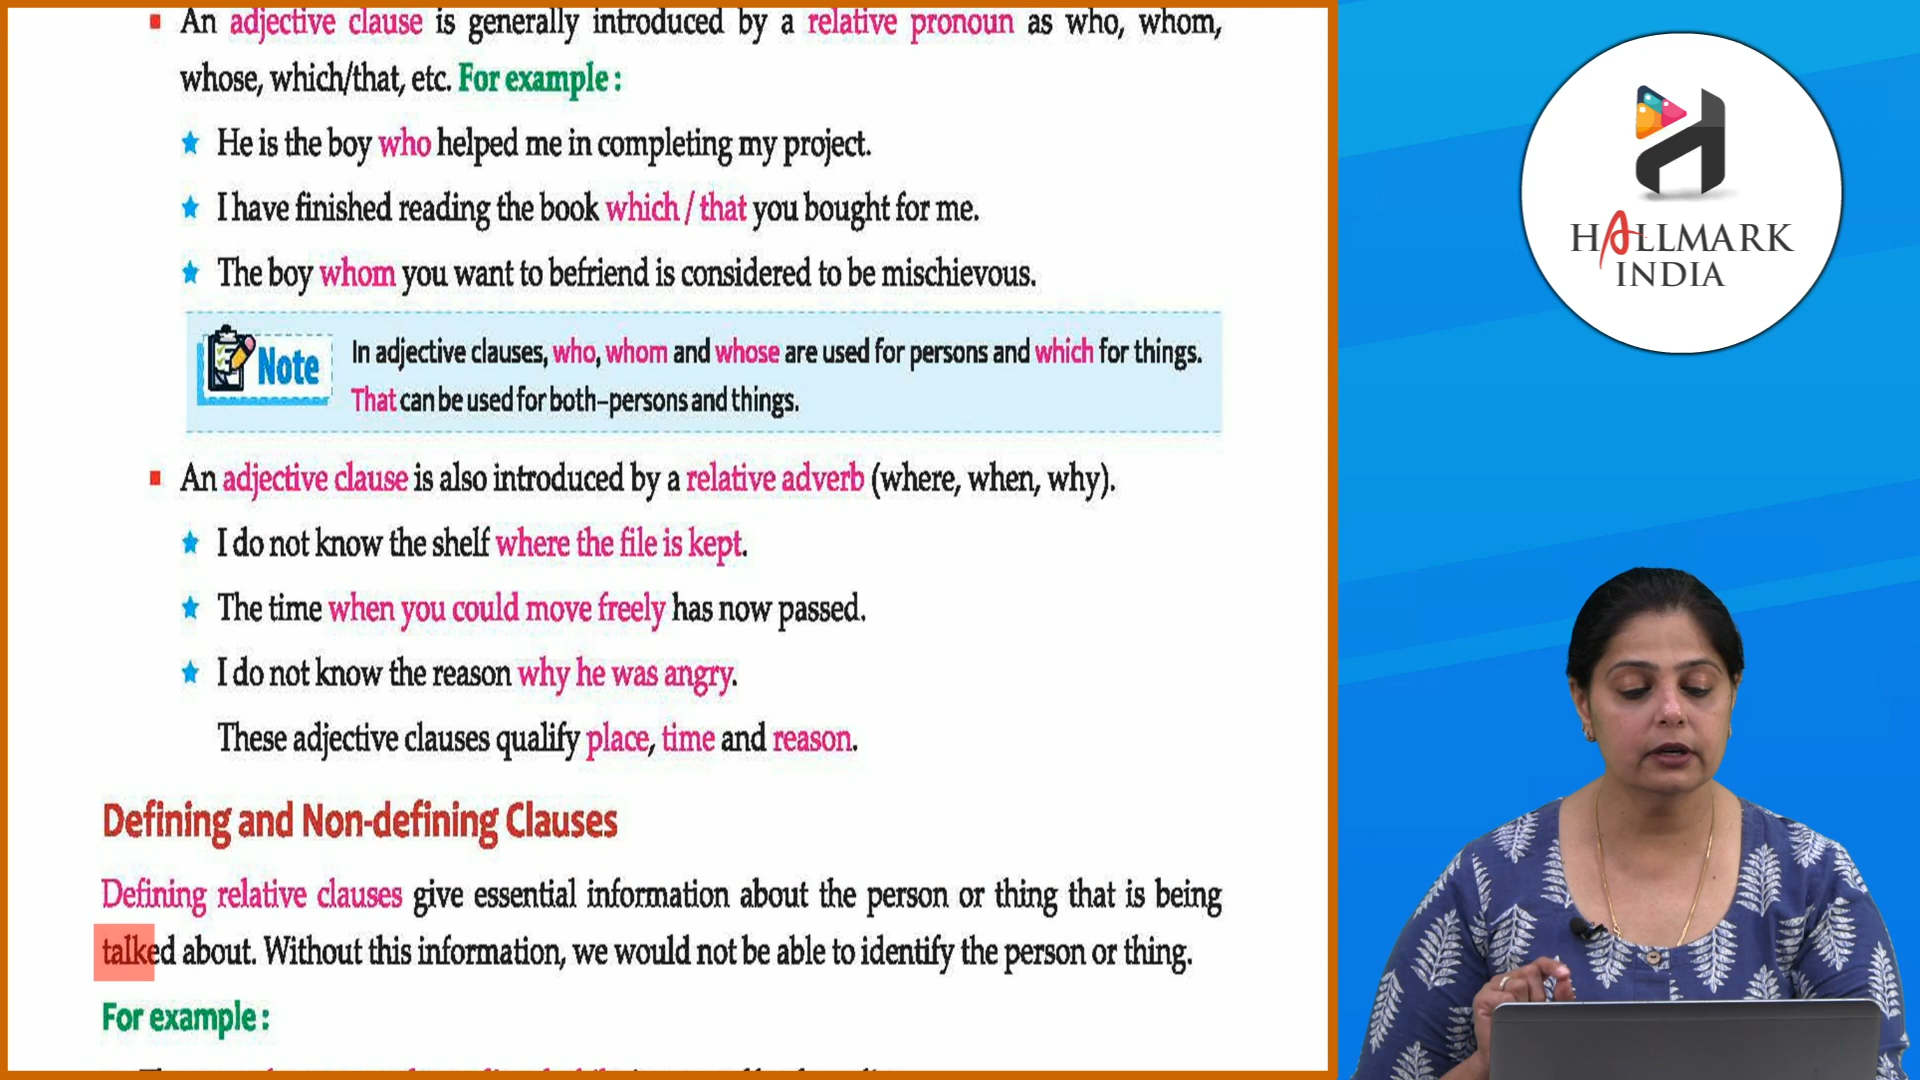 An adjective clause is generally introduced by a relative pronoun as who, whom,
whose, which/that, etc. For example :
He is the boy who helped me in completing my project.
I have finished reading the book which / that you bought for me.
The boy whom you want to befriend is considered to be mischievous.
Note
In adjective clauses, who, whom and whose are used for persons and which for things.
That can be used for both–persons and things.
An adjective clause is also introduced by a relative adverb (where, when, why).
I do not know the shelf where the file is kept.
The time when you could move freely has now passed.
I do not know the reason why he was angry.
These adjective clauses qualify place, time and reason.
Defining and Non-defining Clauses
Defining relative clauses give essential information about the person or thing that is being
talked about. Without this information, we would not be able to identify the person or thing.
For example :
HALLMARK
INDIA